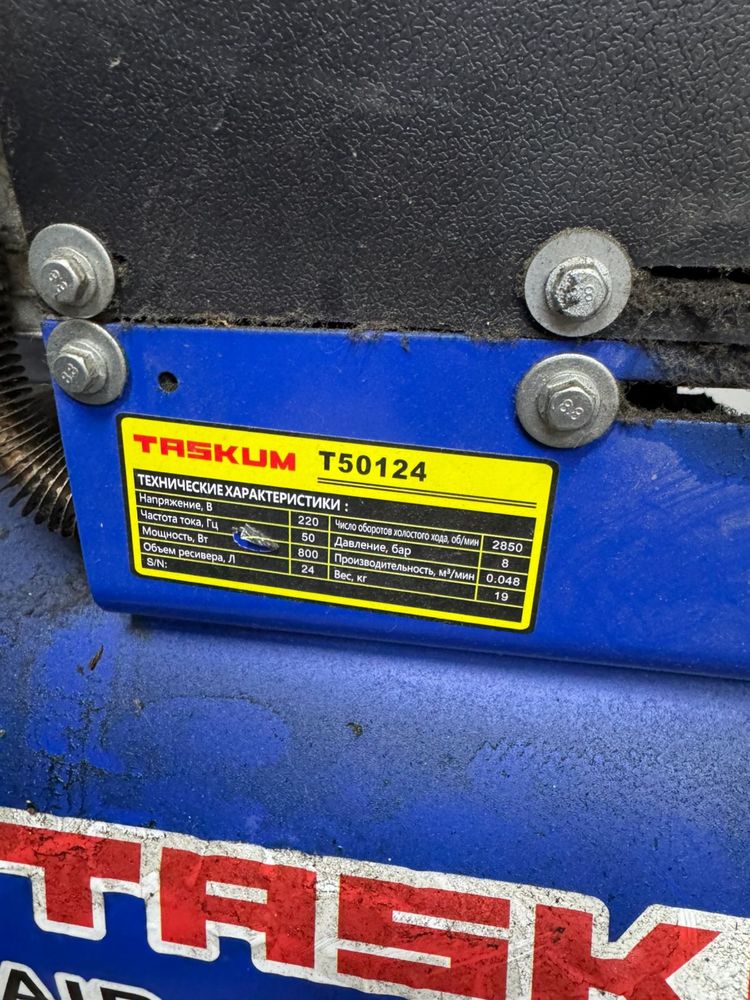 TASKUM T50124
ТЕХНИЧЕСКИЕ ХАРАКТЕРИСТИКИ :
Напряжение, В 220 Число оборотов холостого хода, об/мин 2850
Частота тока, Гц 50 Давление, бар 8
Мощность, Вт 800 Производительность, м³/мин 0.048
Объем ресивера, Л 24 Вес, кг 19
S/N:
8.8
8.8
8.8
TASK
AIR